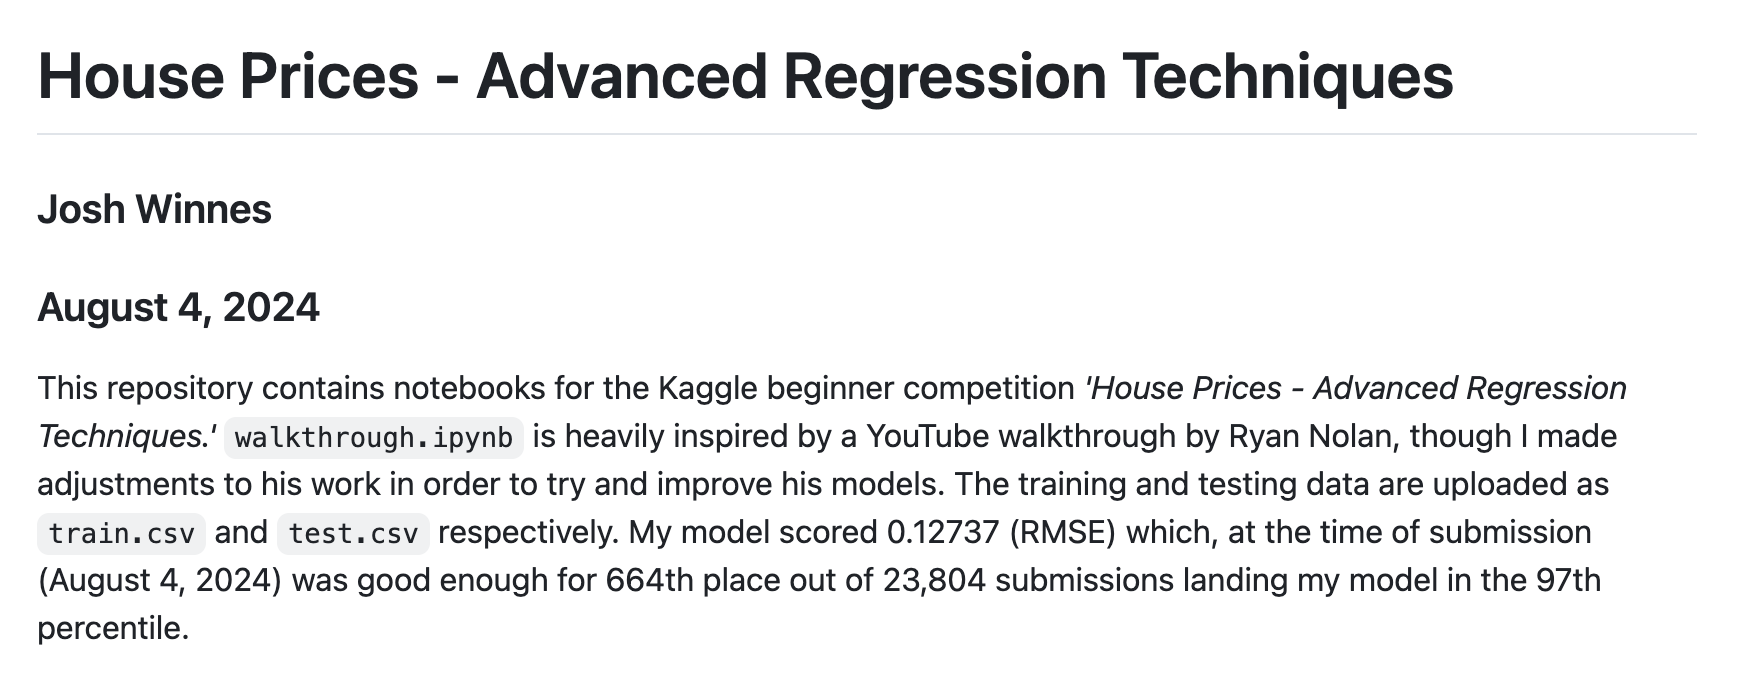 House Prices - Advanced Regression Techniques
Josh Winnes
August 4, 2024
This repository contains notebooks for the Kaggle beginner competition 'House Prices - Advanced Regression
Techniques.' walkthrough.ipynb is heavily inspired by a YouTube walkthrough by Ryan Nolan, though I made
adjustments to his work in order to try and improve his models. The training and testing data are uploaded as
train.csv and test.csv respectively. My model scored 0.12737 (RMSE) which, at the time of submission
(August 4, 2024) was good enough for 664th place out of 23,804 submissions landing my model in the 97th
percentile.